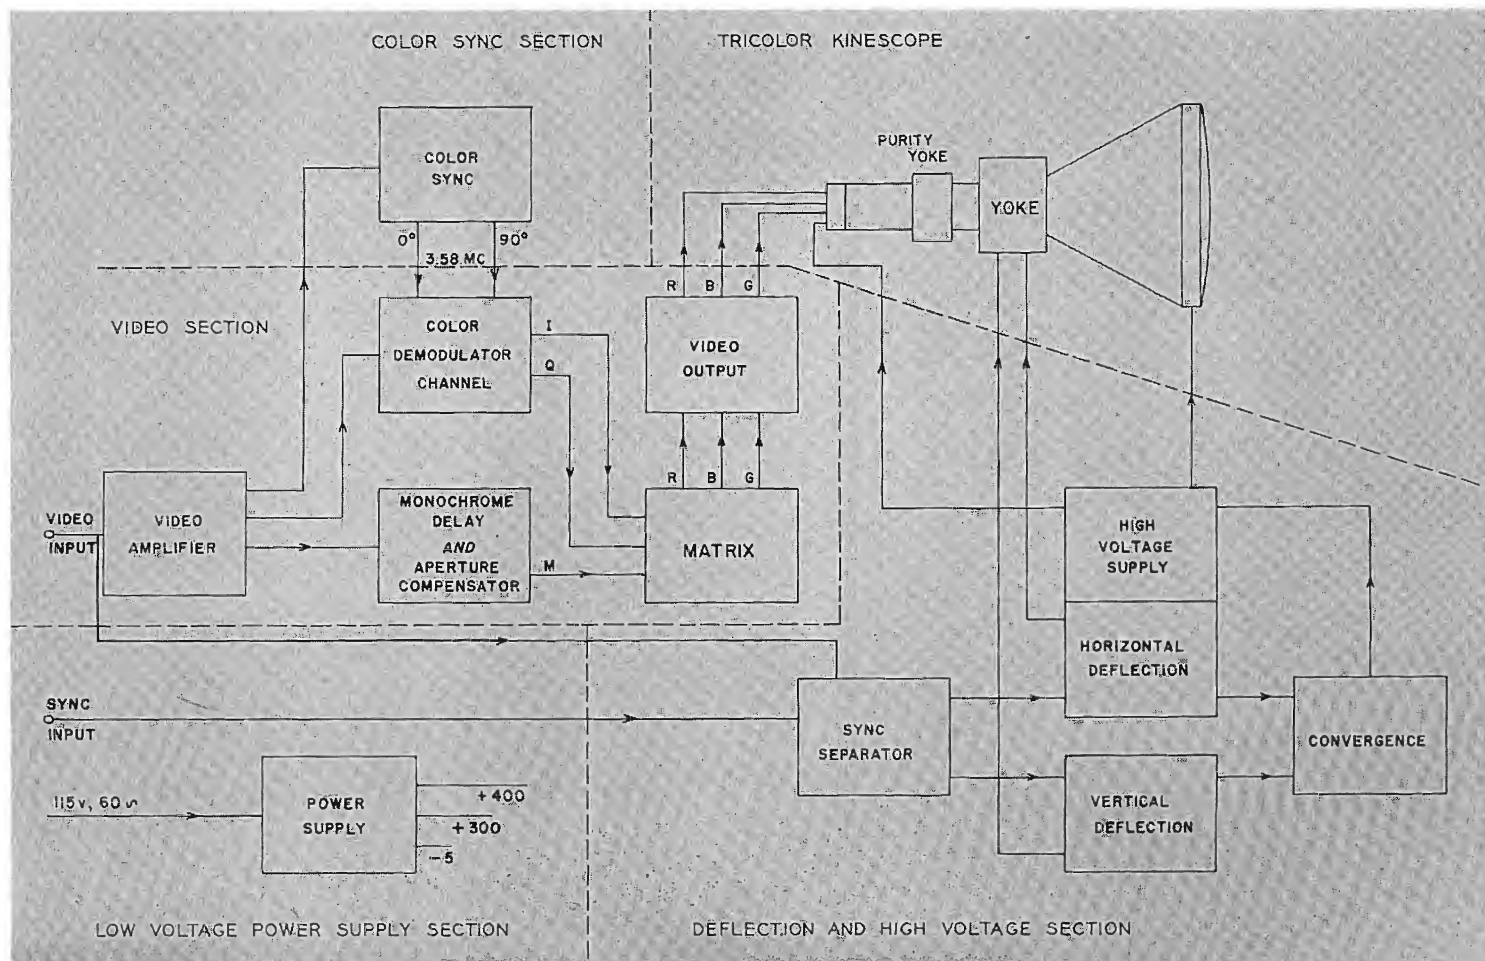 COLOR SYNC SECTION
TRICOLOR KINESCOPE
COLOR
SYNC
PURITY
YOKE
YOKE
0°
90°
3.58 MC
VIDEO SECTION
R B G
COLOR
DEMODULATOR
CHANNEL
I
Q
VIDEO
OUTPUT
R B G
VIDEO
INPUT
VIDEO
AMPLIFIER
MONOCHROME
DELAY
AND
APERTURE
COMPENSATOR
M
MATRIX
HIGH
VOLTAGE
SUPPLY
HORIZONTAL
DEFLECTION
SYNC
INPUT
SYNC
SEPARATOR
CONVERGENCE
115v, 60~
POWER
SUPPLY
+400
+300
-5
VERTICAL
DEFLECTION
LOW VOLTAGE POWER SUPPLY SECTION
DEFLECTION AND HIGH VOLTAGE SECTION